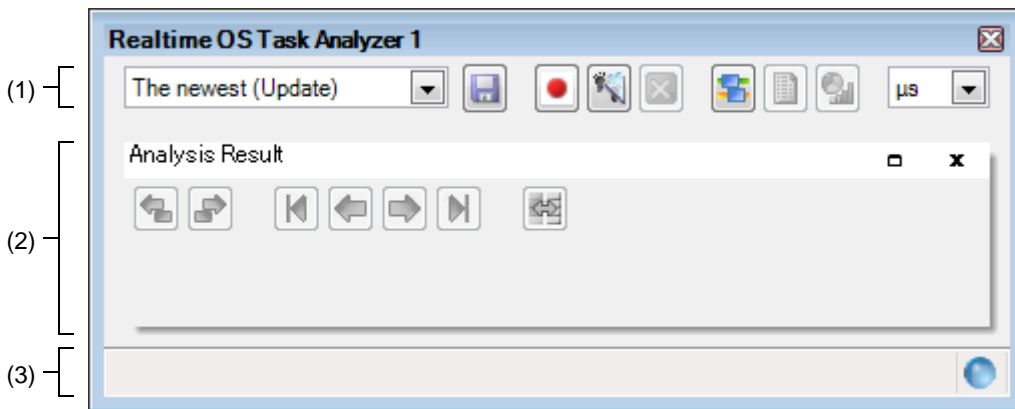 Realtime OS Task Analyzer 1
(1)
The newest (Update)
μs
(2)
Analysis Result
(3)